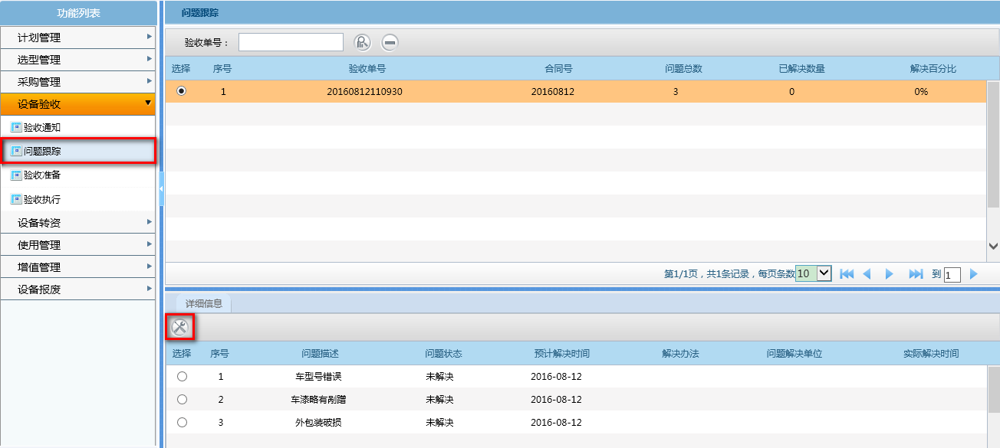 功能列表
计划管理
选型管理
采购管理
设备验收
验收通知
问题跟踪
验收准备
验收执行
设备转资
使用管理
增值管理
设备报废
问题跟踪
验收单号：
选择 序号 验收单号 合同号 问题总数 已解决数量 解决百分比
1 20160812110930 20160812 3 0 0%
第1/1页，共1条记录，每页条数 10 到 1
详细信息
选择 序号 问题描述 问题状态 预计解决时间 解决办法 问题解决单位 实际解决时间
1 车型号错误 未解决 2016-08-12
2 车漆略有剐蹭 未解决 2016-08-12
3 外包装破损 未解决 2016-08-12